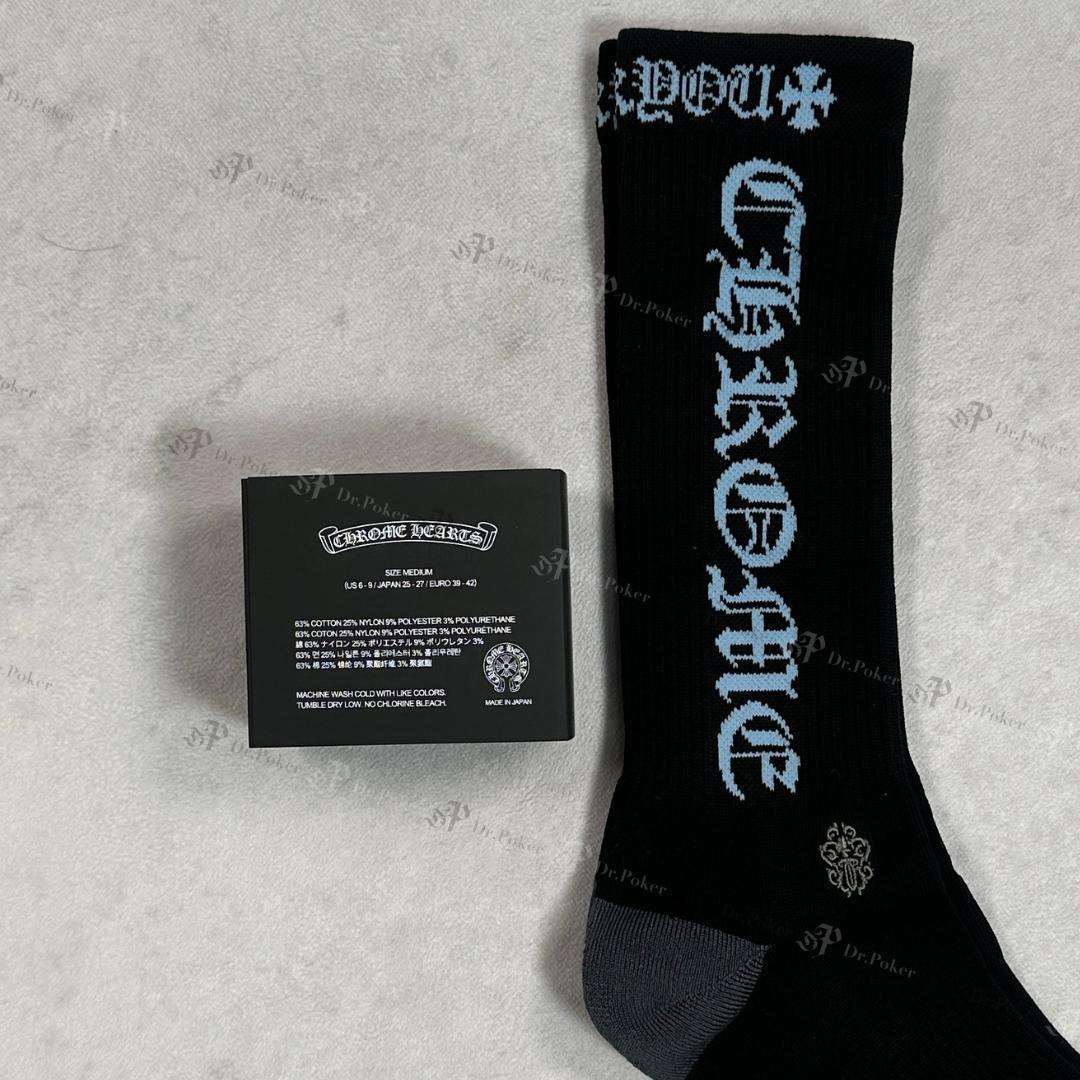 YOU
CHROME
CHROME HEARTS
SIZE MEDIUM
(US 6 - 9 / JAPAN 25 - 27 / EURO 39 - 42)
63% COTTON 25% NYLON 9% POLYESTER 3% POLYURETHANE
63% COTON 25% NYLON 9% POLYESTER 3% POLYURÉTHANE
綿 63% ナイロン 25% ポリエステル 9% ポリウレタン 3%
63% 면 25% 나일론 9% 폴리에스터 3% 폴리우레탄
63% 棉 25% 锦纶 9% 聚酯纤维 3% 聚氨酯
CHROME HEARTS
MACHINE WASH COLD WITH LIKE COLORS.
TUMBLE DRY LOW. NO CHLORINE BLEACH.
MADE IN JAPAN
Dr.Poker